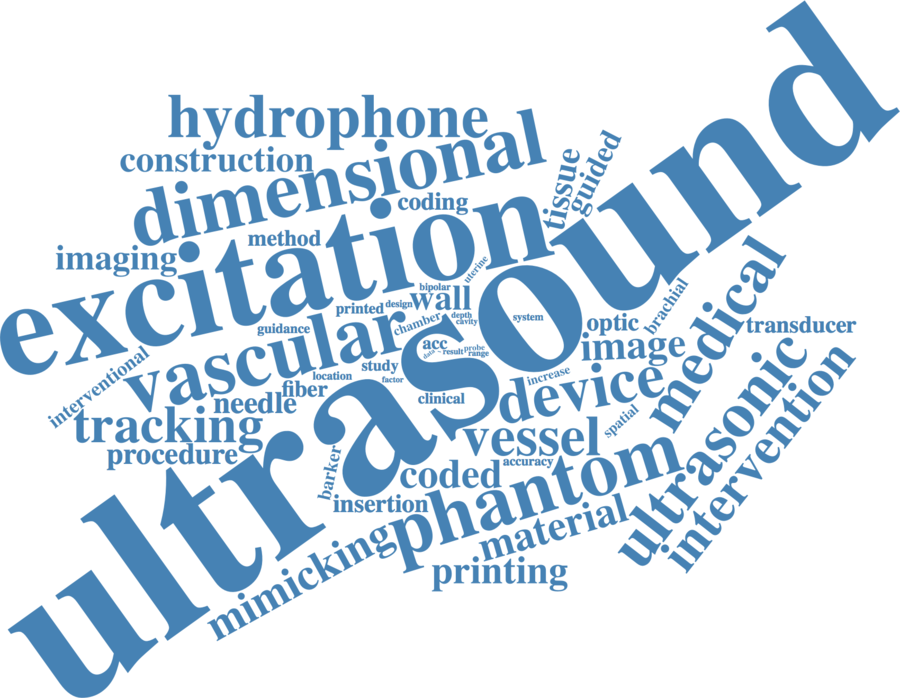 ultrasound
hydrophone
construction
dimensional
coding
tissue
guided
method
imaging
excitation
uterine
bipolar
wall
printed
design
guidance
chamber
depth
cavity
system
brachial
medical
optic
transducer
vascular
acc
data
~
result
probe
range
image
interventional
study
location
factor
fiber
needle
clinical
increase
device
spatial
ultrasonic
intervention
tracking
procedure
vessel
barker
coded
accuracy
insertion
phantom
material
mimicking
printing